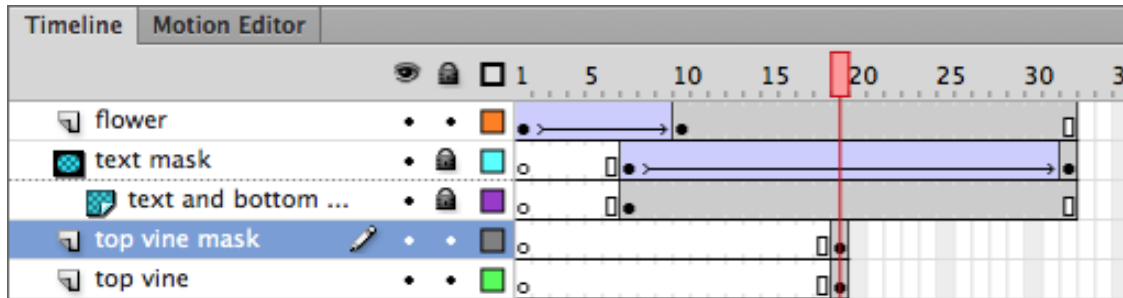 Timeline Motion Editor
1 5 10 15 20 25 30 3
flower
text mask
text and bottom ...
top vine mask
top vine